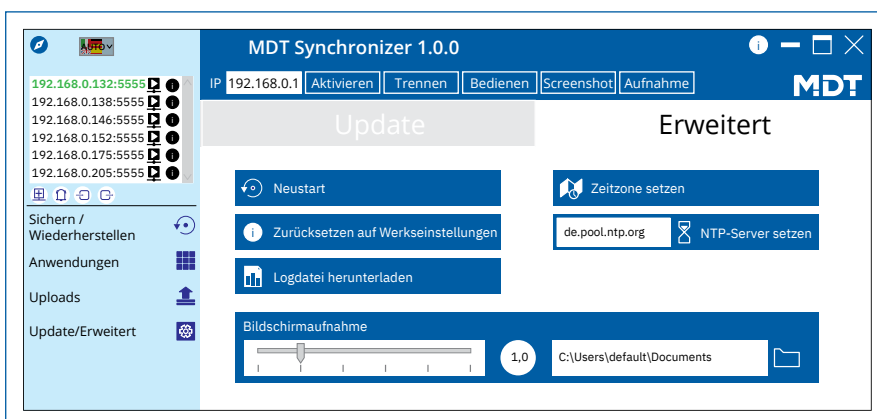 AUTO
MDT Synchronizer 1.0.0
192.168.0.132:5555
192.168.0.138:5555
192.168.0.146:5555
192.168.0.152:5555
192.168.0.175:5555
192.168.0.205:5555
IP 192.168.0.1 Aktivieren Trennen Bedienen Screenshot Aufnahme
MDT
Update Erweitert
Sichern /
Wiederherstellen
Anwendungen
Uploads
Update/Erweitert
Neustart
Zeitzone setzen
Zurücksetzen auf Werkseinstellungen
de.pool.ntp.org NTP-Server setzen
Logdatei herunterladen
Bildschirmaufnahme
1,0 C:\Users\default\Documents